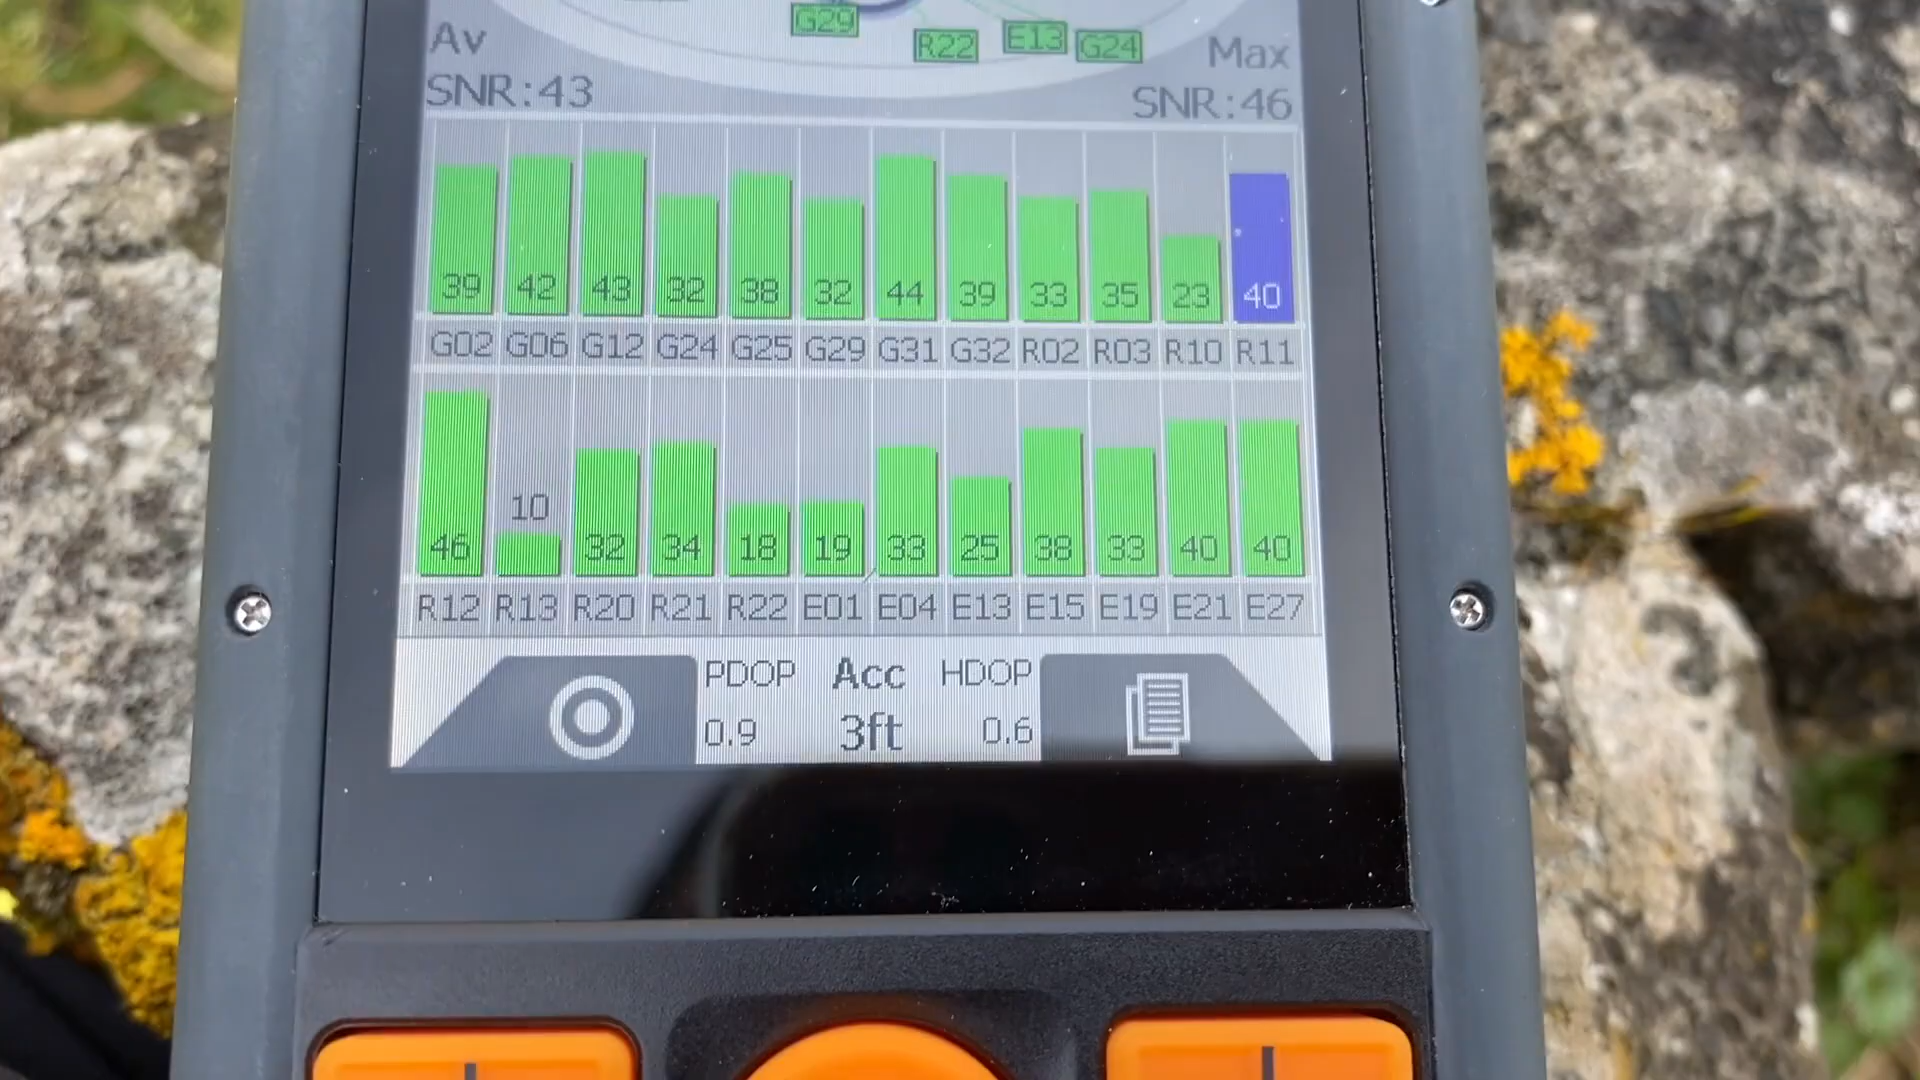 G29 R22 E13 G24
Av Max
SNR:43 SNR:46
39 42 43 32 38 32 44 39 33 35 23 40
G02 G06 G12 G24 G25 G29 G31 G32 R02 R03 R10 R11
46 10 32 34 18 19 33 25 38 33 40 40
R12 R13 R20 R21 R22 E01 E04 E13 E15 E19 E21 E27
PDOP Acc HDOP
0.9 3ft 0.6